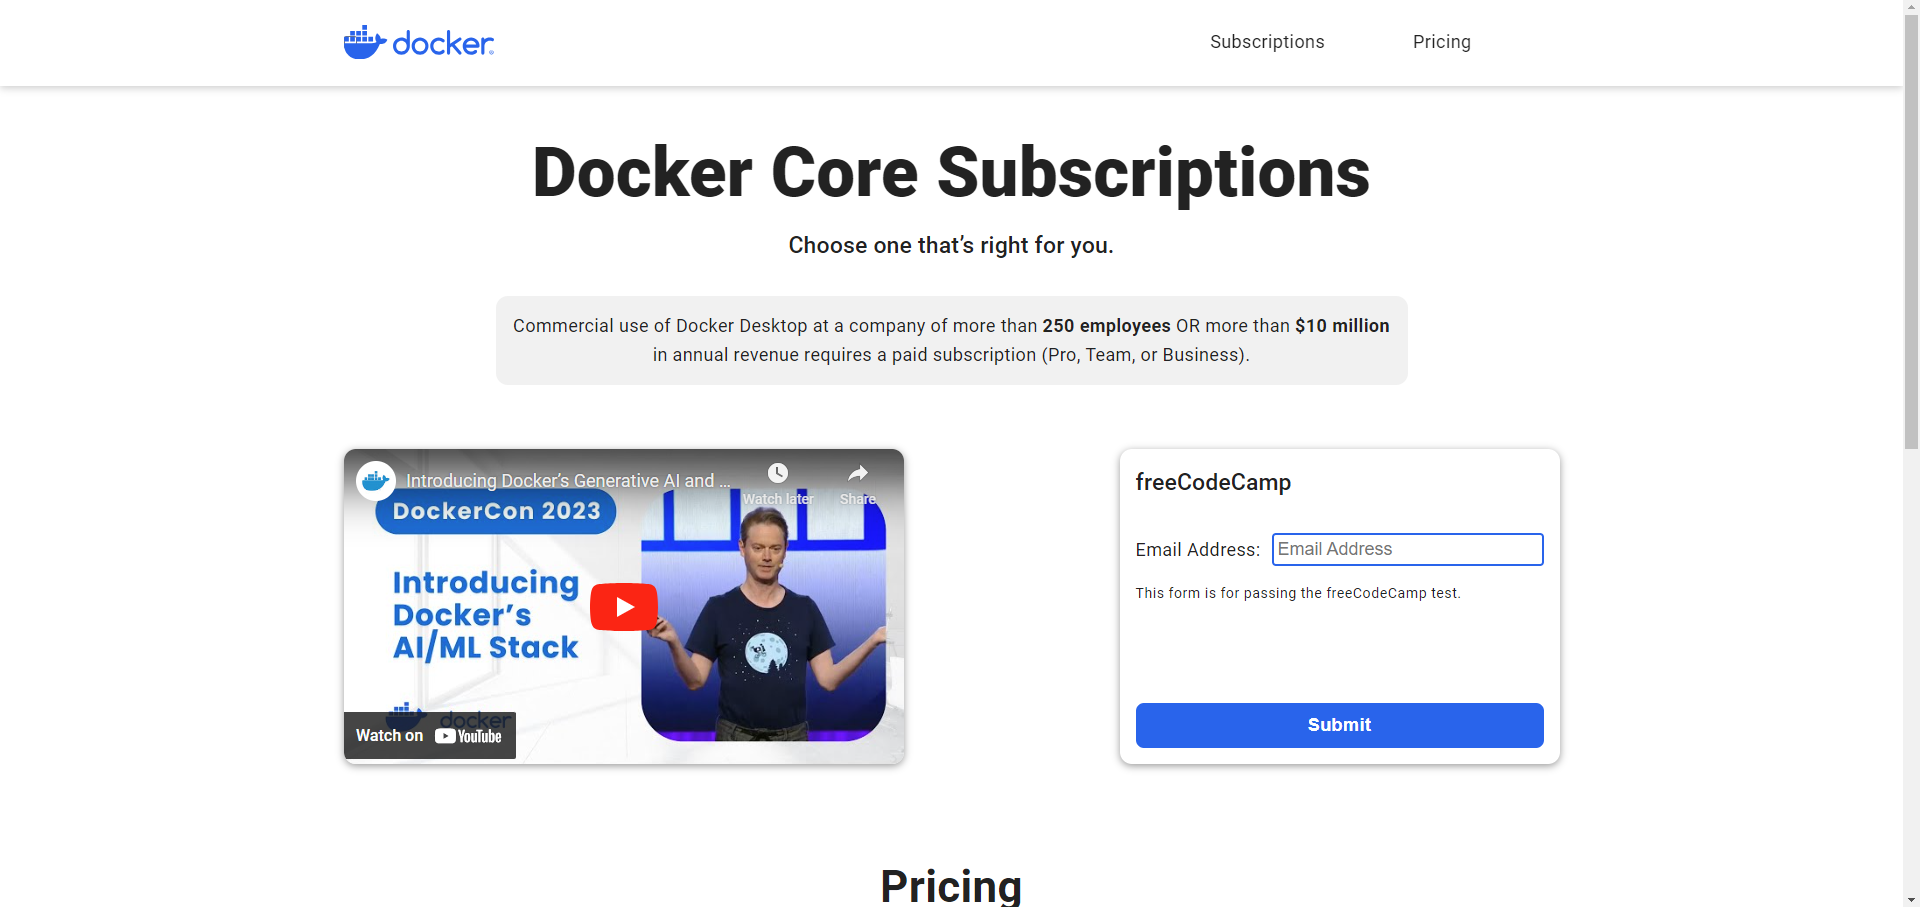 docker
Subscriptions
Pricing
Docker Core Subscriptions
Choose one that’s right for you.
Commercial use of Docker Desktop at a company of more than 250 employees OR more than $10 million
in annual revenue requires a paid subscription (Pro, Team, or Business).
Introducing Docker’s Generative AI and ...
Watch later
Share
DockerCon 2023
Introducing
Docker’s
AI/ML Stack
docker
Watch on YouTube
freeCodeCamp
Email Address:
Email Address
This form is for passing the freeCodeCamp test.
Submit
Pricing